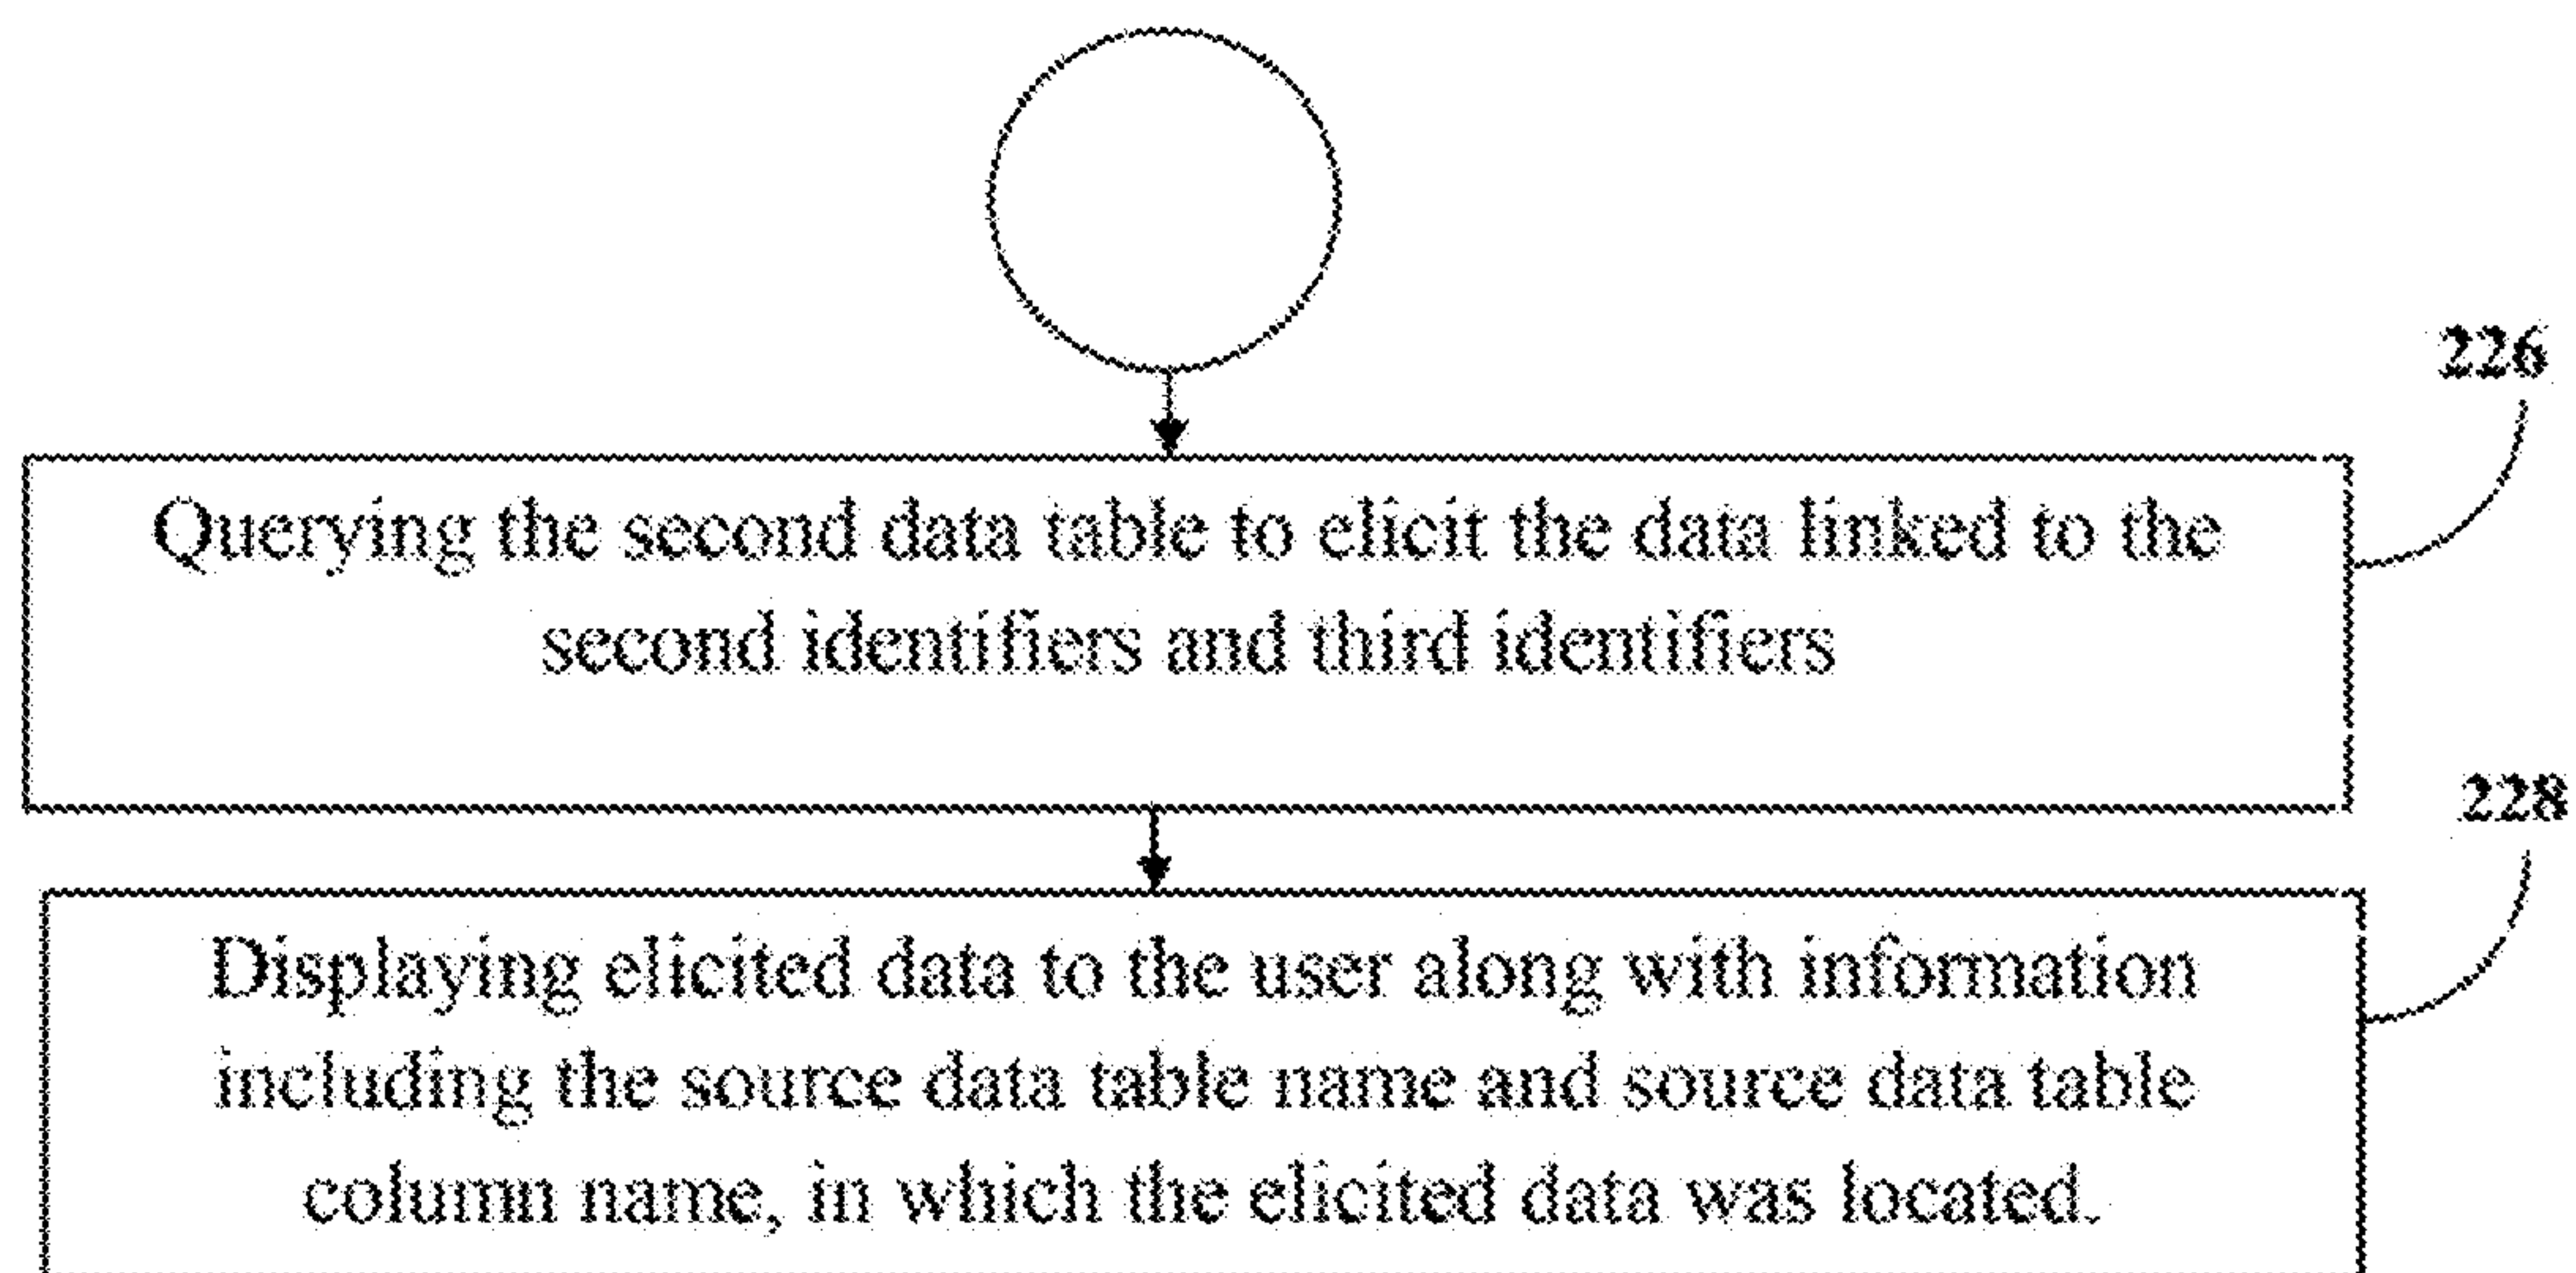 226
Querying the second data table to elicit the data linked to the
second identifiers and third identifiers
228
Displaying elicited data to the user along with information
including the source data table name and source data table
column name, in which the elicited data was located.